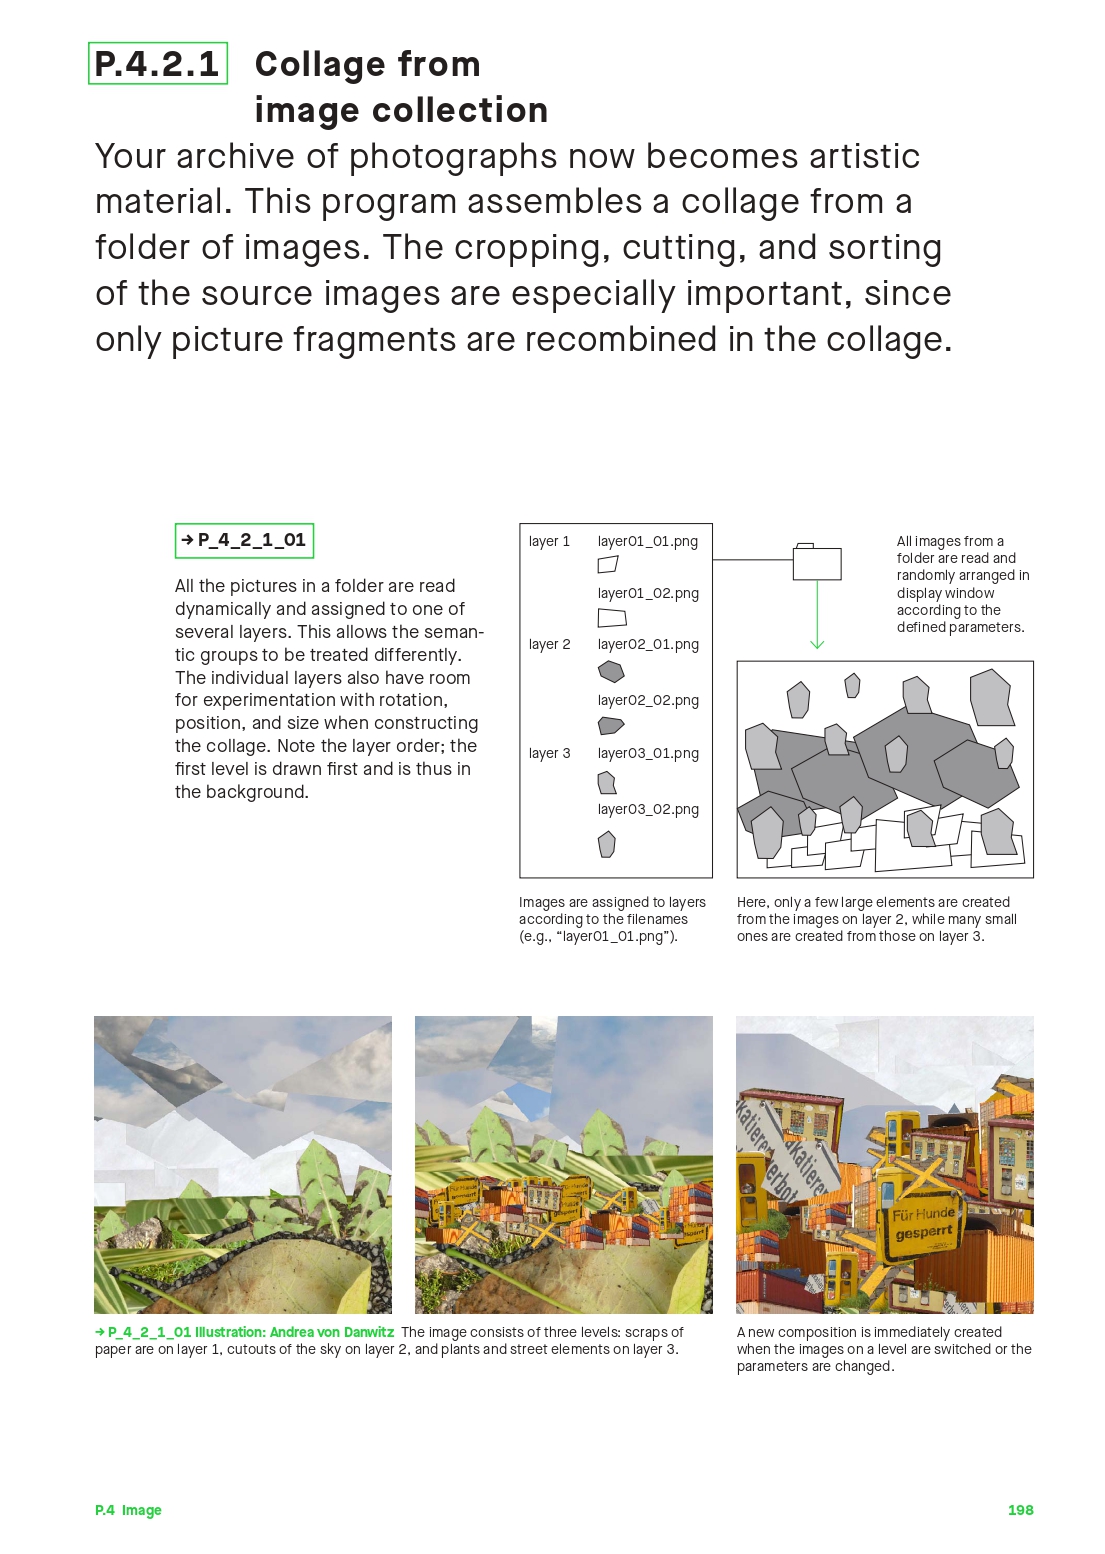 P.4.2.1 Collage from
image collection
Your archive of photographs now becomes artistic
material. This program assembles a collage from a
folder of images. The cropping, cutting, and sorting
of the source images are especially important, since
only picture fragments are recombined in the collage.
→ P_4_2_1_01
All the pictures in a folder are read
dynamically and assigned to one of
several layers. This allows the seman-
tic groups to be treated differently.
The individual layers also have room
for experimentation with rotation,
position, and size when constructing
the collage. Note the layer order; the
first level is drawn first and is thus in
the background.
layer 1 layer01_01.png
layer01_02.png
layer 2 layer02_01.png
layer02_02.png
layer 3 layer03_01.png
layer03_02.png
Images are assigned to layers
according to the filenames
(e.g., “layer01_01.png”).
All images from a
folder are read and
randomly arranged in
display window
according to the
defined parameters.
Here, only a few large elements are created
from the images on layer 2, while many small
ones are created from those on layer 3.
Für Hunde
gesperrt
katieren
verbot
akatieren
Für Hunde
gesperrt
→ P_4_2_1_01 Illustration: Andrea von Danwitz The image consists of three levels: scraps of
paper are on layer 1, cutouts of the sky on layer 2, and plants and street elements on layer 3.
A new composition is immediately created
when the images on a level are switched or the
parameters are changed.
P.4 Image
198